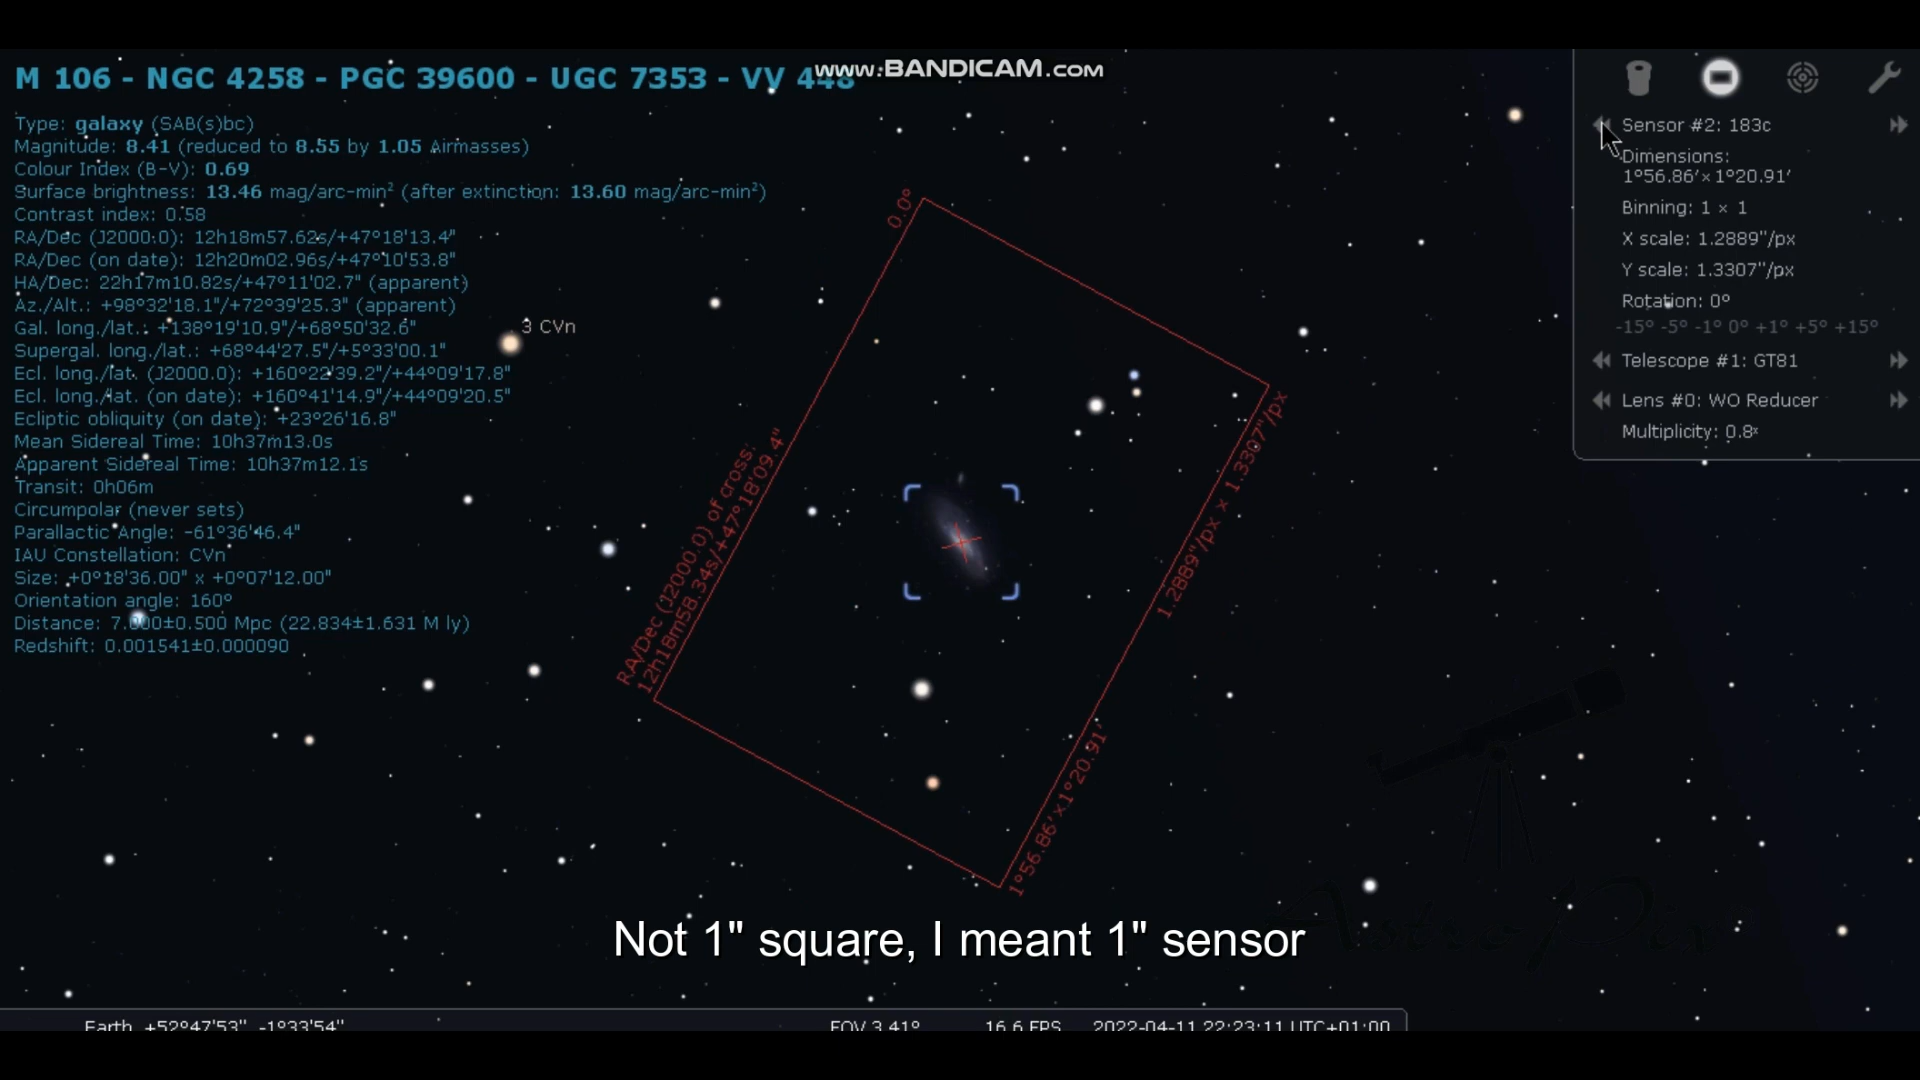 www.BANDICAM.com
M 106 - NGC 4258 - PGC 39600 - UGC 7353 - VV 448
Type: galaxy (SAB(s)bc)
Magnitude: 8.41 (reduced to 8.55 by 1.05 Airmasses)
Colour Index (B-V): 0.69
Surface brightness: 13.46 mag/arc-min² (after extinction: 13.60 mag/arc-min²)
Contrast index: 0.58
RA/Dec (J2000.0): 12h18m57.62s/+47°18'13.4"
RA/Dec (on date): 12h20m02.96s/+47°10'53.8"
HA/Dec: 22h17m10.82s/+47°11'02.7" (apparent)
Az./Alt.: +98°32'18.1"/+72°39'25.3" (apparent)
Gal. long./lat.: +138°19'10.9"/+68°50'32.6"
Supergal. long./lat.: +68°44'27.5"/+5°33'00.1"
Ecl. long./lat. (J2000.0): +160°22'39.2"/+44°09'17.8"
Ecl. long./lat. (on date): +160°41'14.9"/+44°09'20.5"
Ecliptic obliquity (on date): +23°26'16.8"
Mean Sidereal Time: 10h37m13.0s
Apparent Sidereal Time: 10h37m12.1s
Transit: 0h06m
Circumpolar (never sets)
Parallactic Angle: -61°36'46.4"
IAU Constellation: CVn
Size: +0°18'36.00" x +0°07'12.00"
Orientation angle: 160°
Distance: 7.000±0.500 Mpc (22.834±1.631 M ly)
Redshift: 0.001541±0.000090
3 CVn
0.0°
RA/Dec (J2000.0) of cross:
12h18m58.34s/+47°18'09.4"
1.2889"/px × 1.3307"/px
1°56.86'×1°20.91'
Sensor #2: 183c
Dimensions:
1°56.86'×1°20.91'
Binning: 1 × 1
X scale: 1.2889"/px
Y scale: 1.3307"/px
Rotation: 0°
-15° -5° -1° 0° +1° +5° +15°
Telescope #1: GT81
Lens #0: WO Reducer
Multiplicity: 0.8×
Astro Pix
Not 1" square, I meant 1" sensor
Earth, +52°47'53", -1°33'54"
FOV 3.41°
16.6 FPS
2022-04-11 22:23:11 UTC+01:00